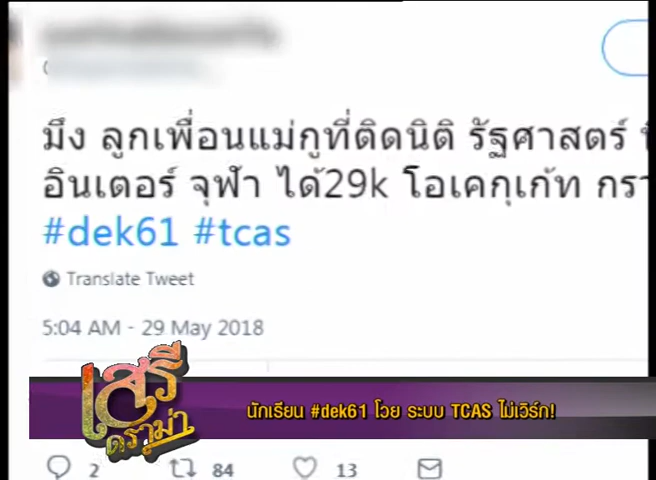 มึง ลูกเพื่อนแม่กูที่ติดนิติ รัฐศาสตร์
อินเตอร์ จุฬา ได้29k โอเคกุเก้ท
#dek61 #tcas
Translate Tweet
5:04 AM - 29 May 2018
เสรี
ดราม่า
นักเรียน #dek61 โวย ระบบ TCAS ไม่เวิร์ก!
2 84 13